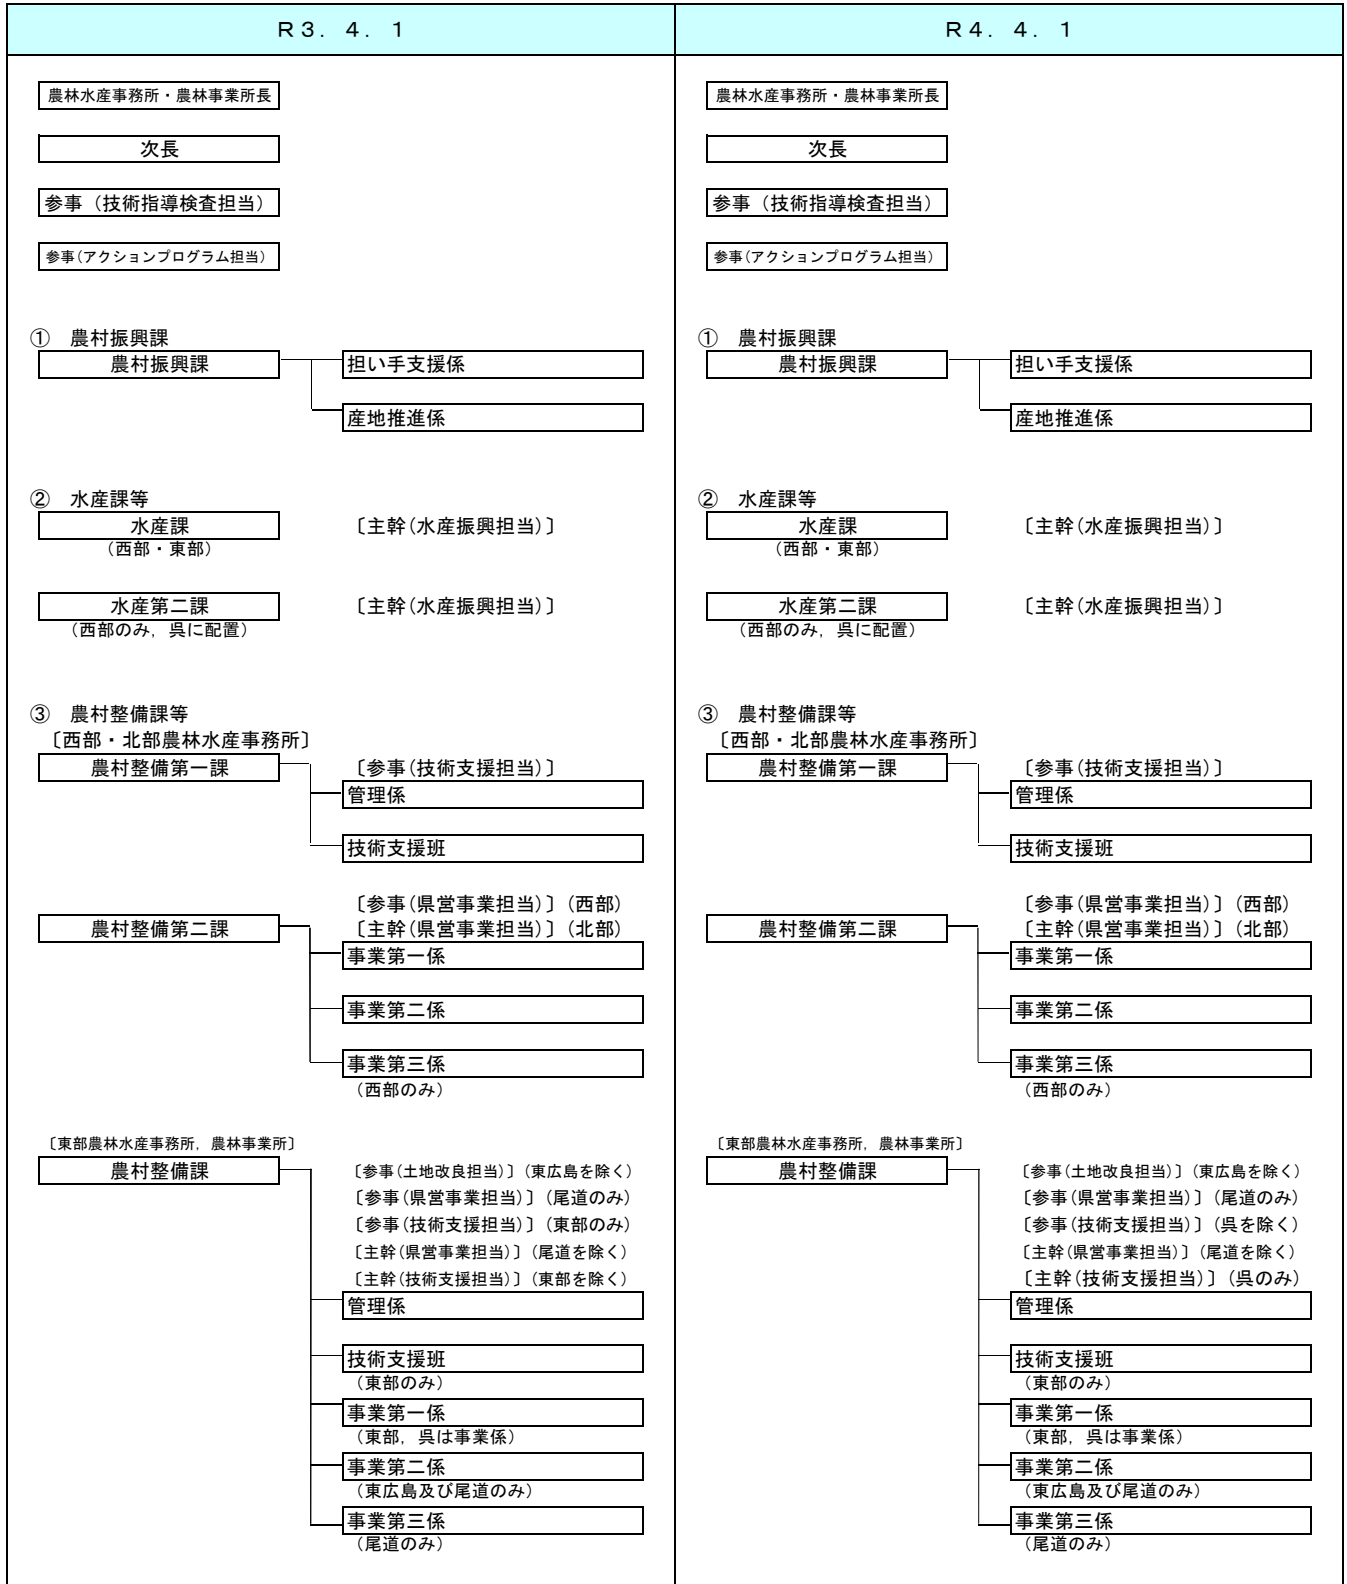 Ｒ３．４．１
農林水産事務所・農林事業所長
次長
参事（技術指導検査担当）
参事(アクションプログラム担当)
①　農村振興課
農村振興課
担い手支援係
産地推進係
②　水産課等
水産課
〔主幹(水産振興担当)〕
（西部・東部）
水産第二課
〔主幹(水産振興担当)〕
（西部のみ，呉に配置）
③　農村整備課等
〔西部・北部農林水産事務所〕
農村整備第一課
〔参事(技術支援担当)〕
管理係
技術支援班
〔参事(県営事業担当)〕（西部）
農村整備第二課
〔主幹(県営事業担当)〕（北部）
事業第一係
事業第二係
事業第三係
（西部のみ）
〔東部農林水産事務所，農林事業所〕
農村整備課
〔参事(土地改良担当)〕（東広島を除く）
〔参事(県営事業担当)〕（尾道のみ）
〔参事(技術支援担当)〕（東部のみ）
〔主幹(県営事業担当)〕（尾道を除く）
〔主幹(技術支援担当)〕（東部を除く）
管理係
技術支援班
（東部のみ）
事業第一係
（東部，呉は事業係）
事業第二係
（東広島及び尾道のみ）
事業第三係
（尾道のみ）
Ｒ４．４．１
農林水産事務所・農林事業所長
次長
参事（技術指導検査担当）
参事(アクションプログラム担当)
①　農村振興課
農村振興課
担い手支援係
産地推進係
②　水産課等
水産課
〔主幹(水産振興担当)〕
（西部・東部）
水産第二課
〔主幹(水産振興担当)〕
（西部のみ，呉に配置）
③　農村整備課等
〔西部・北部農林水産事務所〕
農村整備第一課
〔参事(技術支援担当)〕
管理係
技術支援班
〔参事(県営事業担当)〕（西部）
農村整備第二課
〔主幹(県営事業担当)〕（北部）
事業第一係
事業第二係
事業第三係
（西部のみ）
〔東部農林水産事務所，農林事業所〕
農村整備課
〔参事(土地改良担当)〕（東広島を除く）
〔参事(県営事業担当)〕（尾道のみ）
〔参事(技術支援担当)〕（呉を除く）
〔主幹(県営事業担当)〕（尾道を除く）
〔主幹(技術支援担当)〕（呉のみ）
管理係
技術支援班
（東部のみ）
事業第一係
（東部，呉は事業係）
事業第二係
（東広島及び尾道のみ）
事業第三係
（尾道のみ）